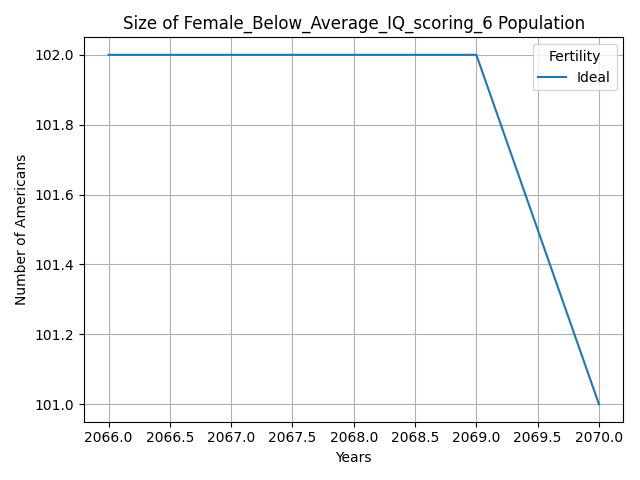 Size of Female_Below_Average_IQ_scoring_6 Population
Fertility
Ideal
Number of Americans
102.0
101.8
101.6
101.4
101.2
101.0
2066.0 2066.5 2067.0 2067.5 2068.0 2068.5 2069.0 2069.5 2070.0
Years